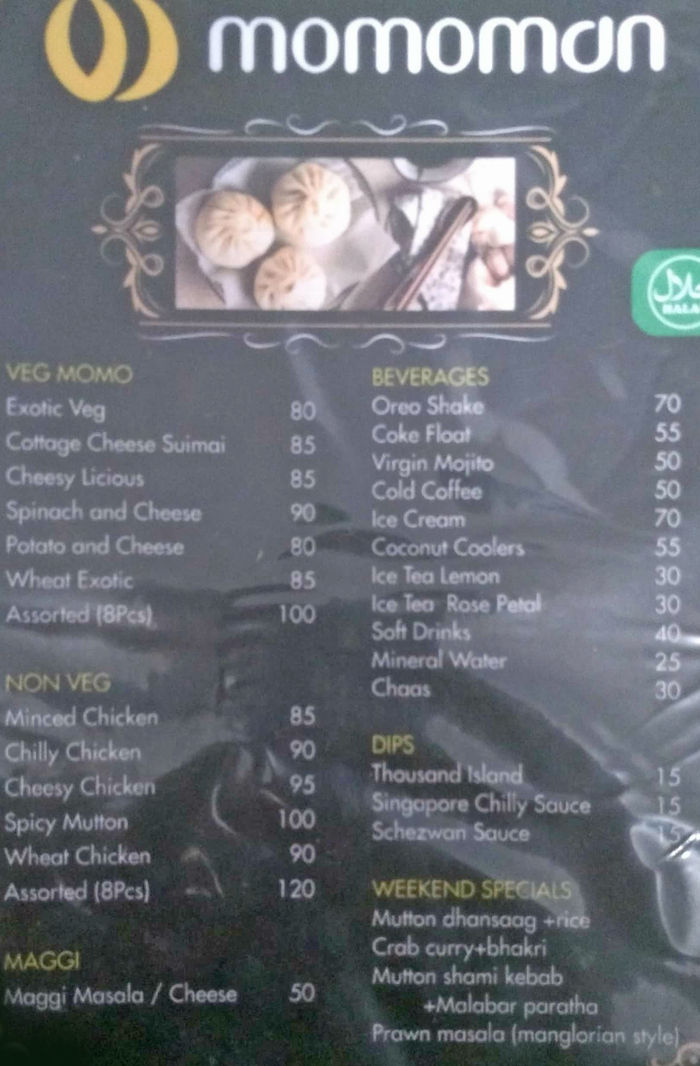 momoman
حلال
HALA
VEG MOMO
Exotic Veg 80
Cottage Cheese Suimai 85
Cheesy Licious 85
Spinach and Cheese 90
Potato and Cheese 80
Wheat Exotic 85
Assorted (8Pcs) 100
NON VEG
Minced Chicken 85
Chilly Chicken 90
Cheesy Chicken 95
Spicy Mutton 100
Wheat Chicken 90
Assorted (8Pcs) 120
MAGGI
Maggi Masala / Cheese 50
BEVERAGES
Oreo Shake 70
Coke Float 55
Virgin Mojito 50
Cold Coffee 50
Ice Cream 70
Coconut Coolers 55
Ice Tea Lemon 30
Ice Tea Rose Petal 30
Soft Drinks 40
Mineral Water 25
Chaas 30
DIPS
Thousand Island 15
Singapore Chilly Sauce 15
Schezwan Sauce 15
WEEKEND SPECIALS
Mutton dhansaag +rice
Crab curry+bhakri
Mutton shami kebab
+Malabar paratha
Prawn masala (manglorian style)